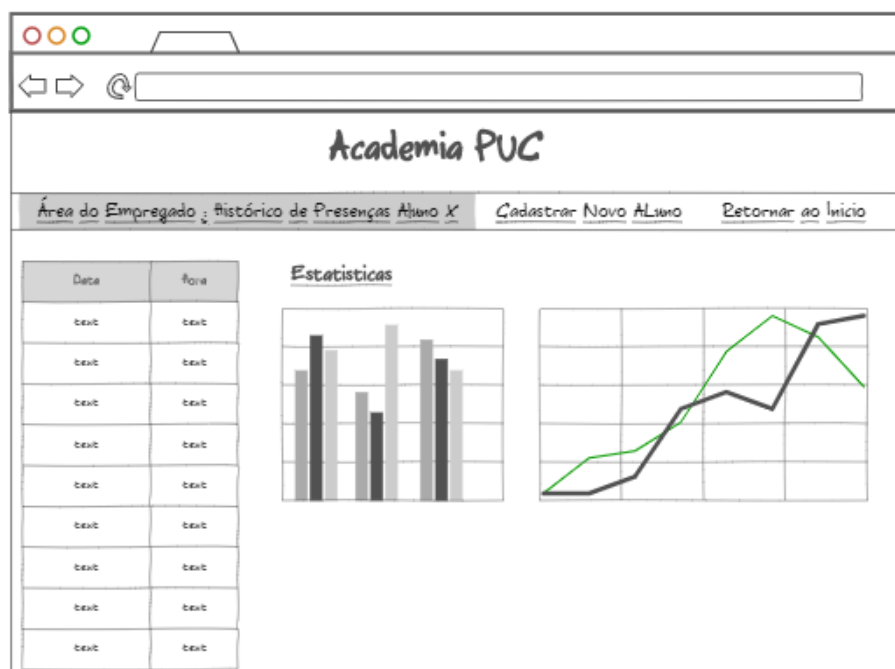 Academia PUC
Área do Empregado : Histórico de Presenças Aluno X Cadastrar Novo ALuno Retornar ao Inicio
Estatisticas
Data Hora
text text
text text
text text
text text
text text
text text
text text
text text
text text